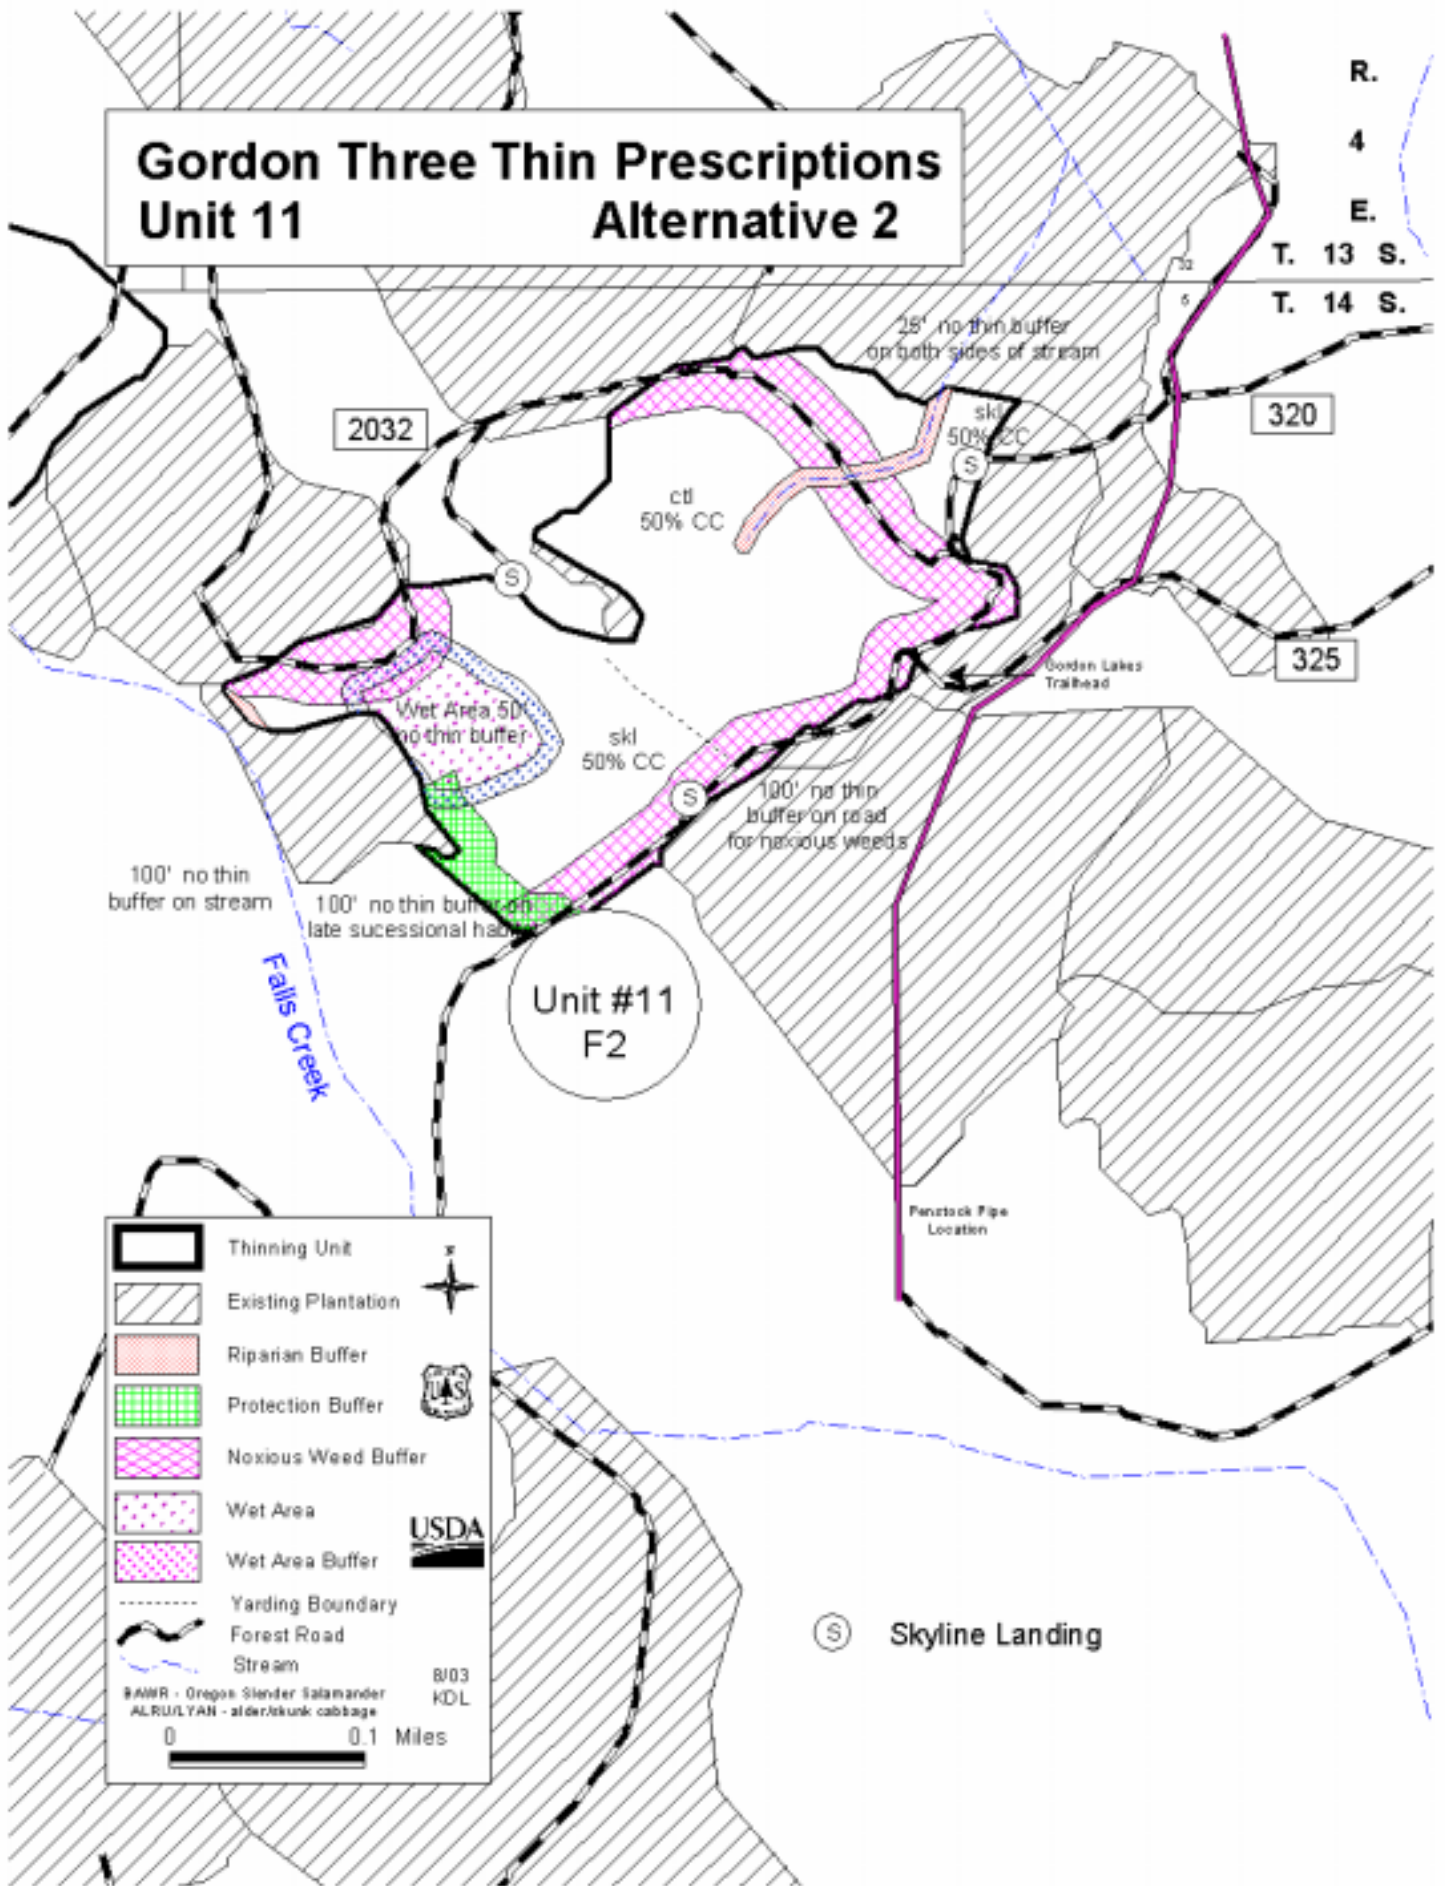 R.
4
E.
T. 13 S.
T. 14 S.
Gordon Three Thin Prescriptions
Unit 11 Alternative 2
32
5
25' no thin buffer
on both sides of stream
2032
320
skl
50% CC
S
ctl
50% CC
S
325
Gordon Lakes
Trailhead
Wet Area, 50'
no thin buffer
skl
50% CC
S
100' no thin
buffer on road
for noxious weeds
100' no thin
buffer on stream
100' no thin buffer on
late sucessional habitat
Falls Creek
Unit #11
F2
Penstock Pipe
Location
Thinning Unit
N
Existing Plantation
Riparian Buffer
U S
Protection Buffer
Noxious Weed Buffer
Wet Area
USDA
Wet Area Buffer
Yarding Boundary
Forest Road
Stream
BAWR - Oregon Slender Salamander
ALRU/LYAN - alder/skunk cabbage
8/03
KDL
0 0.1 Miles
S Skyline Landing